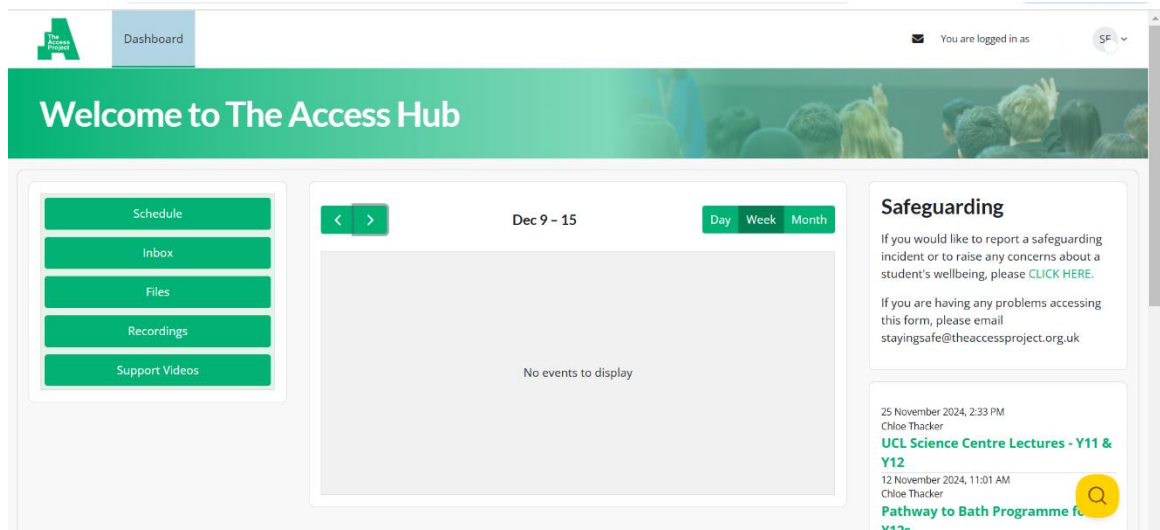 The
Access
Project
Dashboard
You are logged in as
SF
Welcome to The Access Hub
Schedule
Inbox
Files
Recordings
Support Videos
Dec 9 – 15
Day Week Month
No events to display
Safeguarding
If you would like to report a safeguarding
incident or to raise any concerns about a
student's wellbeing, please CLICK HERE.
If you are having any problems accessing
this form, please email
stayingsafe@theaccessproject.org.uk
25 November 2024, 2:33 PM
Chloe Thacker
UCL Science Centre Lectures - Y11 &
Y12
12 November 2024, 11:01 AM
Chloe Thacker
Pathway to Bath Programme
Y12s